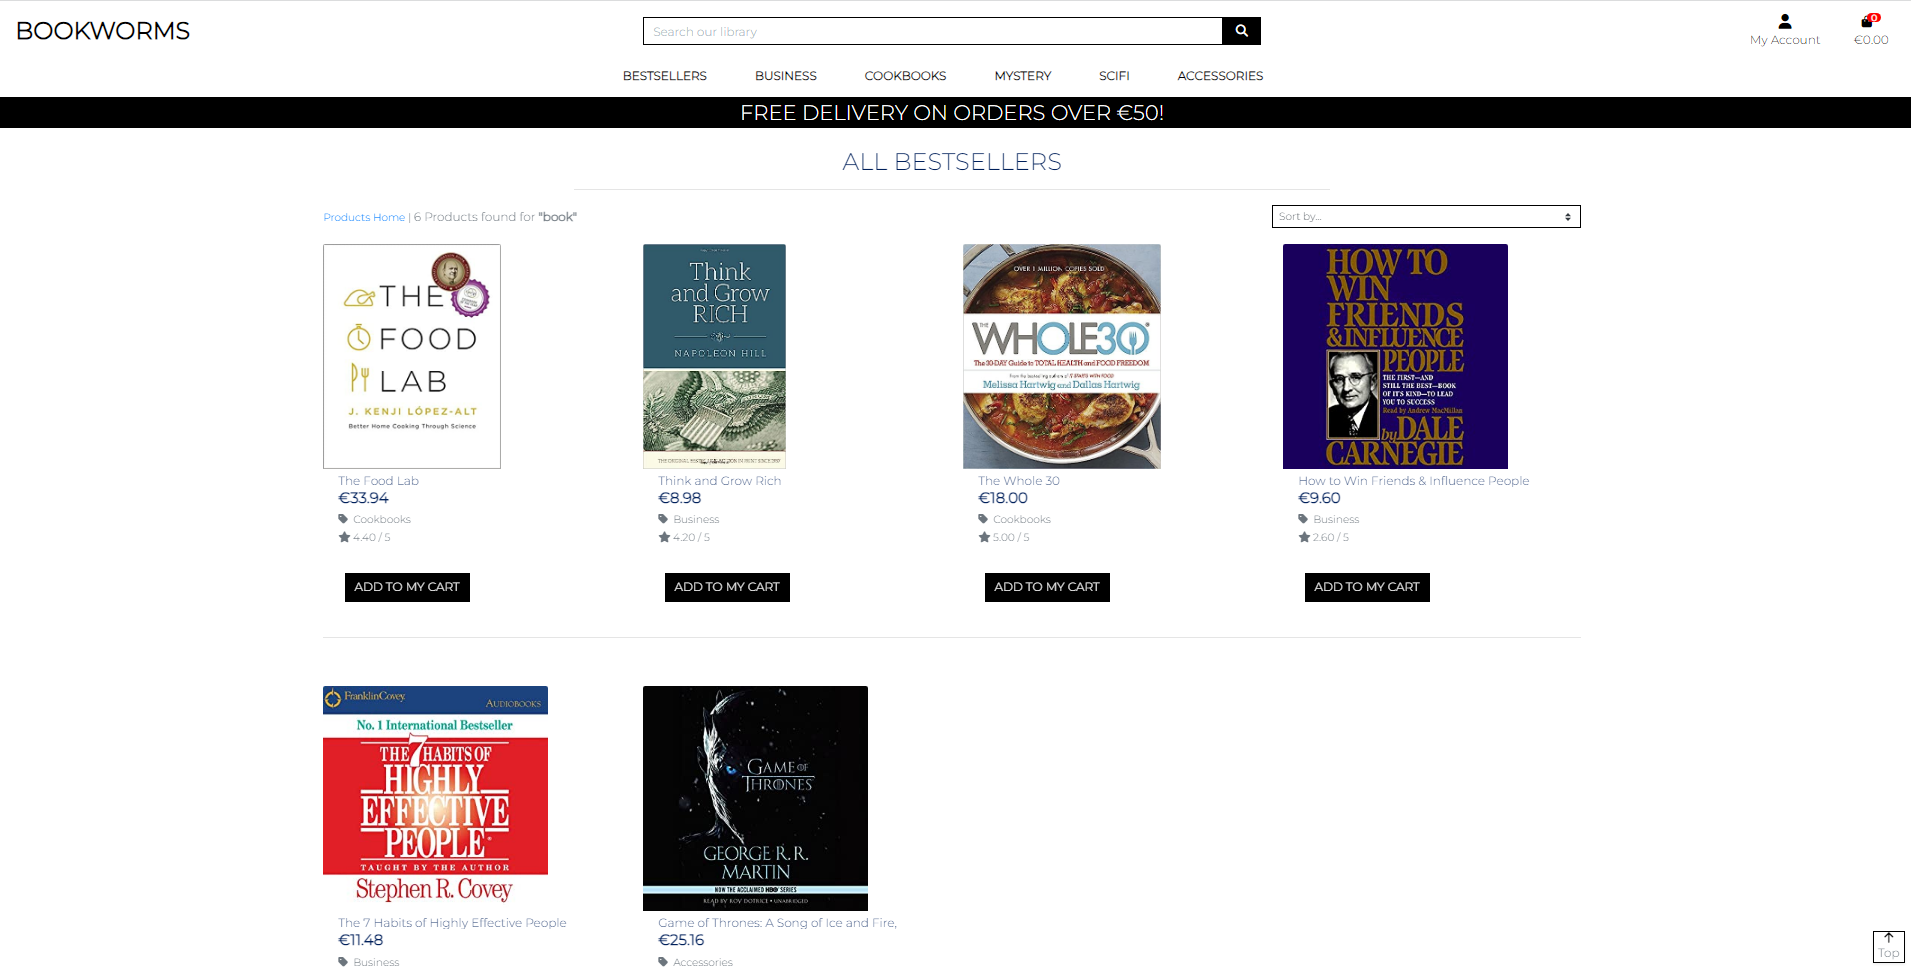 BOOKWORMS
Search our library
0
My Account
€0.00
BESTSELLERS BUSINESS COOKBOOKS MYSTERY SCIFI ACCESSORIES
FREE DELIVERY ON ORDERS OVER €50!
ALL BESTSELLERS
Products Home | 6 Products found for "book"
Sort by...
THE
FOOD
LAB
J. KENJI LÓPEZ-ALT
Better Home Cooking Through Science
The Food Lab
€33.94
Cookbooks
4.40 / 5
ADD TO MY CART
Think
and Grow
RICH
NAPOLEON HILL
Think and Grow Rich
€8.98
Business
4.20 / 5
ADD TO MY CART
OVER 1 MILLION COPIES SOLD
THE
WHOLE30®
The 30-DAY Guide to TOTAL HEALTH and FOOD FREEDOM
From the bestselling authors of IT STARTS WITH FOOD
Melissa Hartwig and Dallas Hartwig
The Whole 30
€18.00
Cookbooks
5.00 / 5
ADD TO MY CART
HOW TO
WIN
FRIENDS
& INFLUENCE
PEOPLE
THE FIRST—AND
STILL THE BEST—BOOK
OF IT'S KIND—TO LEAD
YOU TO SUCCESS
Read by Andrew MacMillan
by DALE
CARNEGIE
How to Win Friends & Influence People
€9.60
Business
2.60 / 5
ADD TO MY CART
FranklinCovey.
AUDIOBOOKS
No. 1 International Bestseller
THE 7 HABITS OF
HIGHLY
EFFECTIVE
PEOPLE®
TAUGHT BY THE AUTHOR
Stephen R. Covey
The 7 Habits of Highly Effective People
€11.48
Business
GAME OF
THRONES
GEORGE R. R.
MARTIN
NOW THE ACCLAIMED HBO® SERIES
READ BY ROY DOTRICE • UNABRIDGED
Game of Thrones: A Song of Ice and Fire,
€25.16
Accessories
Top